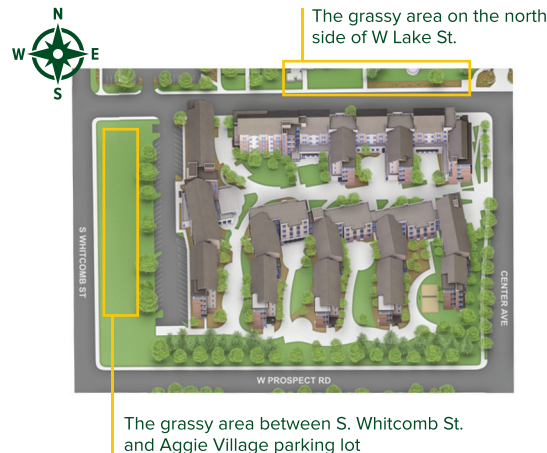 N
W E
S
The grassy area on the north
side of W Lake St.
S WHITCOMB ST
CENTER AVE
W PROSPECT RD
The grassy area between S. Whitcomb St.
and Aggie Village parking lot